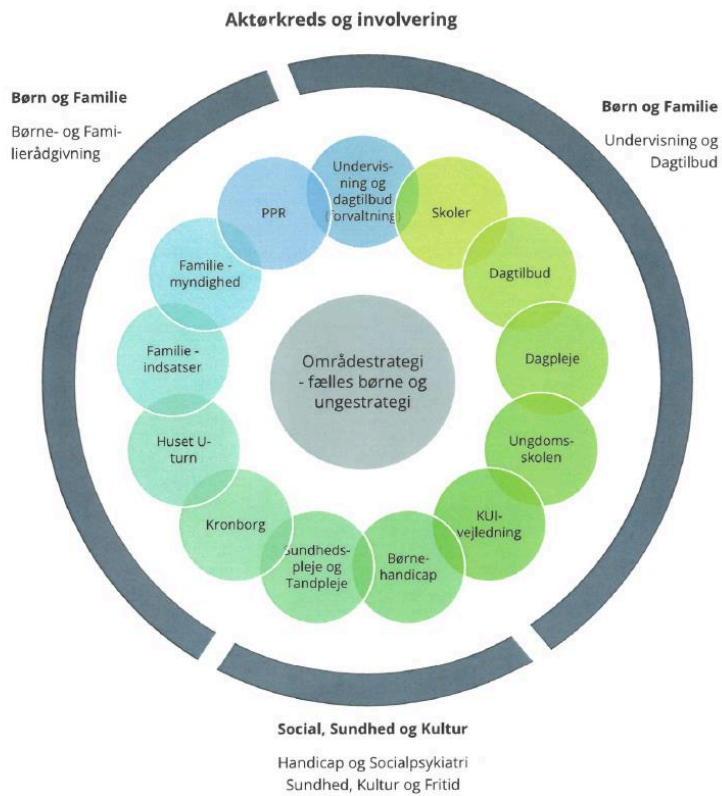 Aktørkreds og involvering
Børn og Familie
Børne- og Fami-
lierådgivning
Børn og Familie
Undervisning og
Dagtilbud
Undervis-
ning og
dagtilbud
(forvaltning)
Skoler
Dagtilbud
Dagpleje
Ungdoms-
skolen
KUI-
vejledning
Børne-
handicap
Sundheds-
pleje og
Tandpleje
Kronborg
Huset U-
turn
Familie -
indsatser
Familie -
myndighed
PPR
Områdestrategi
- fælles børne og
ungestrategi
Social, Sundhed og Kultur
Handicap og Socialpsykiatri
Sundhed, Kultur og Fritid